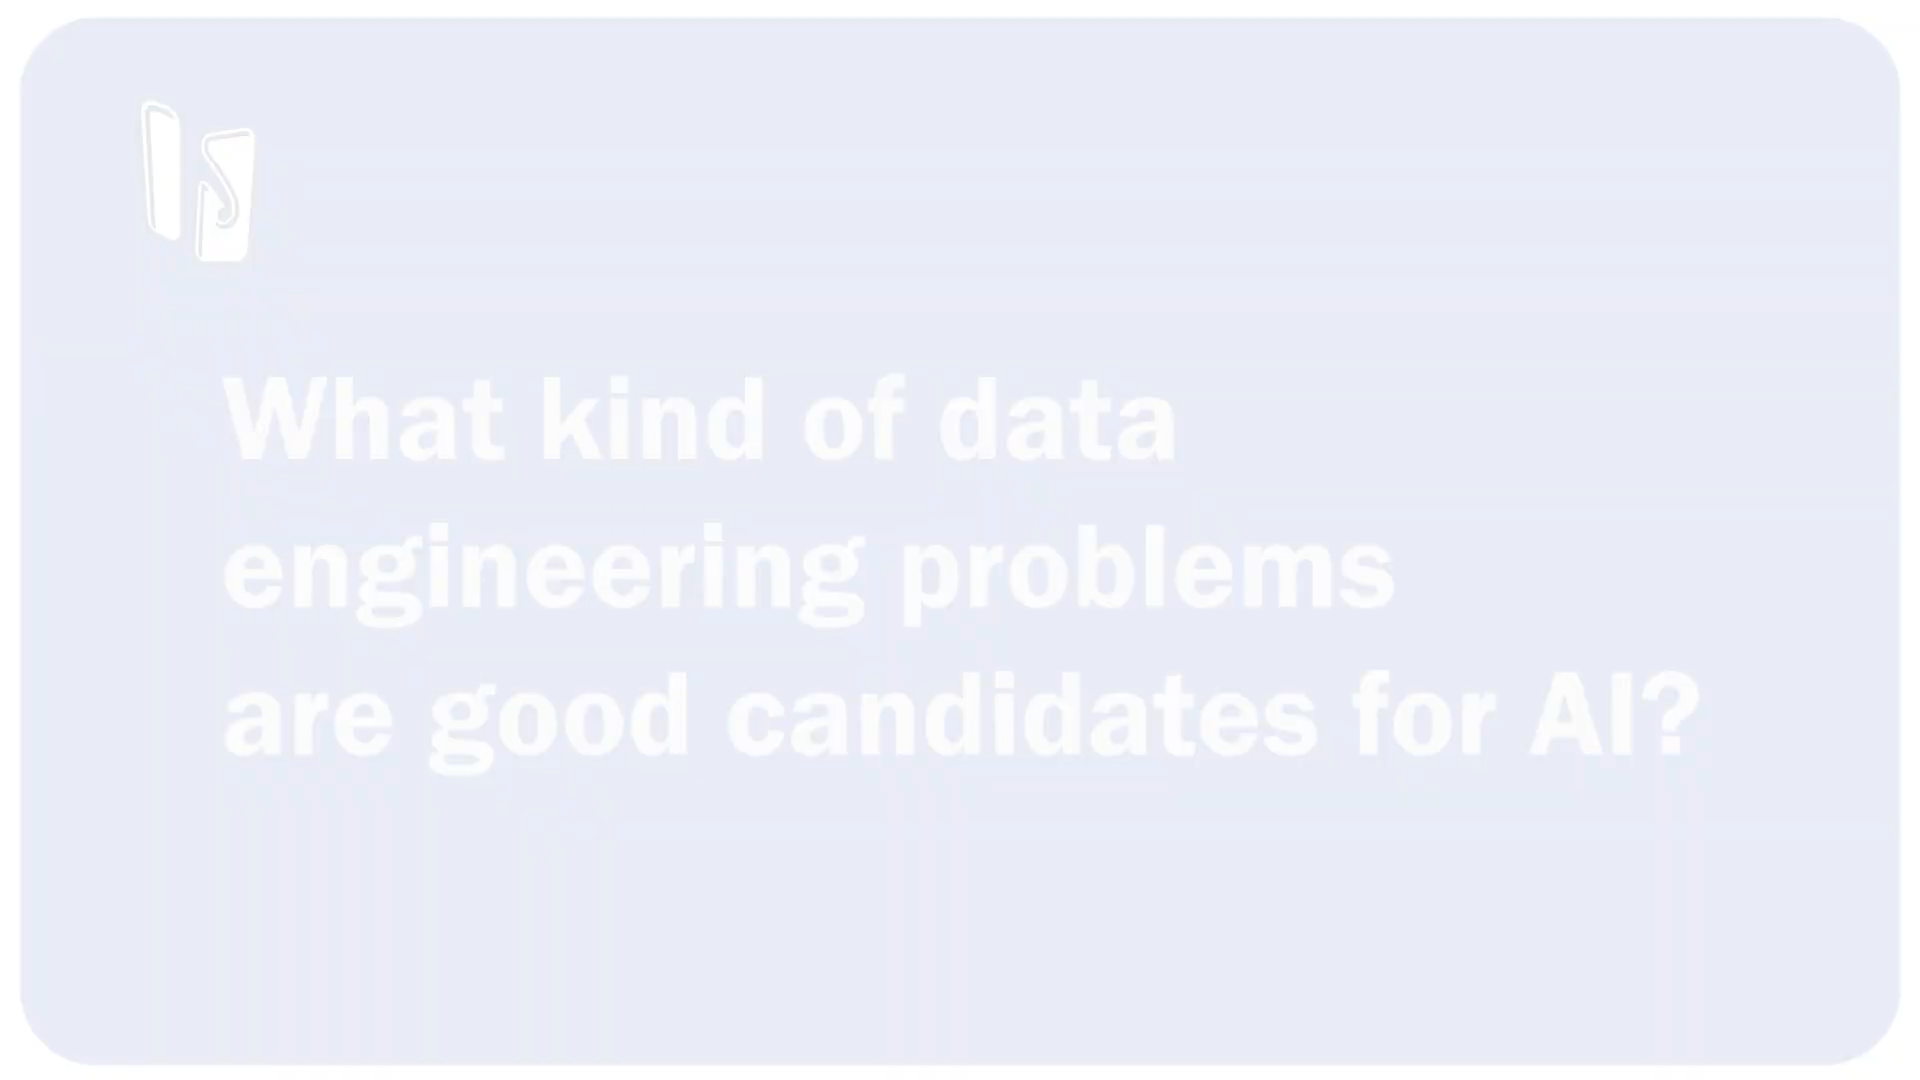 What kind of data
engineering problems
are good candidates for AI?